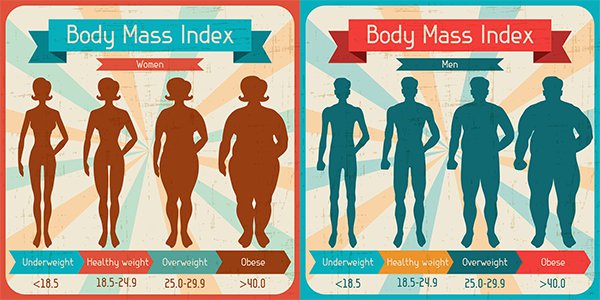 Body Mass Index
Women
Underweight Healthy weight Overweight Obese
<18.5 18.5-24.9 25.0-29.9 >40.0
Body Mass Index
Men
Underweight Healthy weight Overweight Obese
<18.5 18.5-24.9 25.0-29.9 >40.0